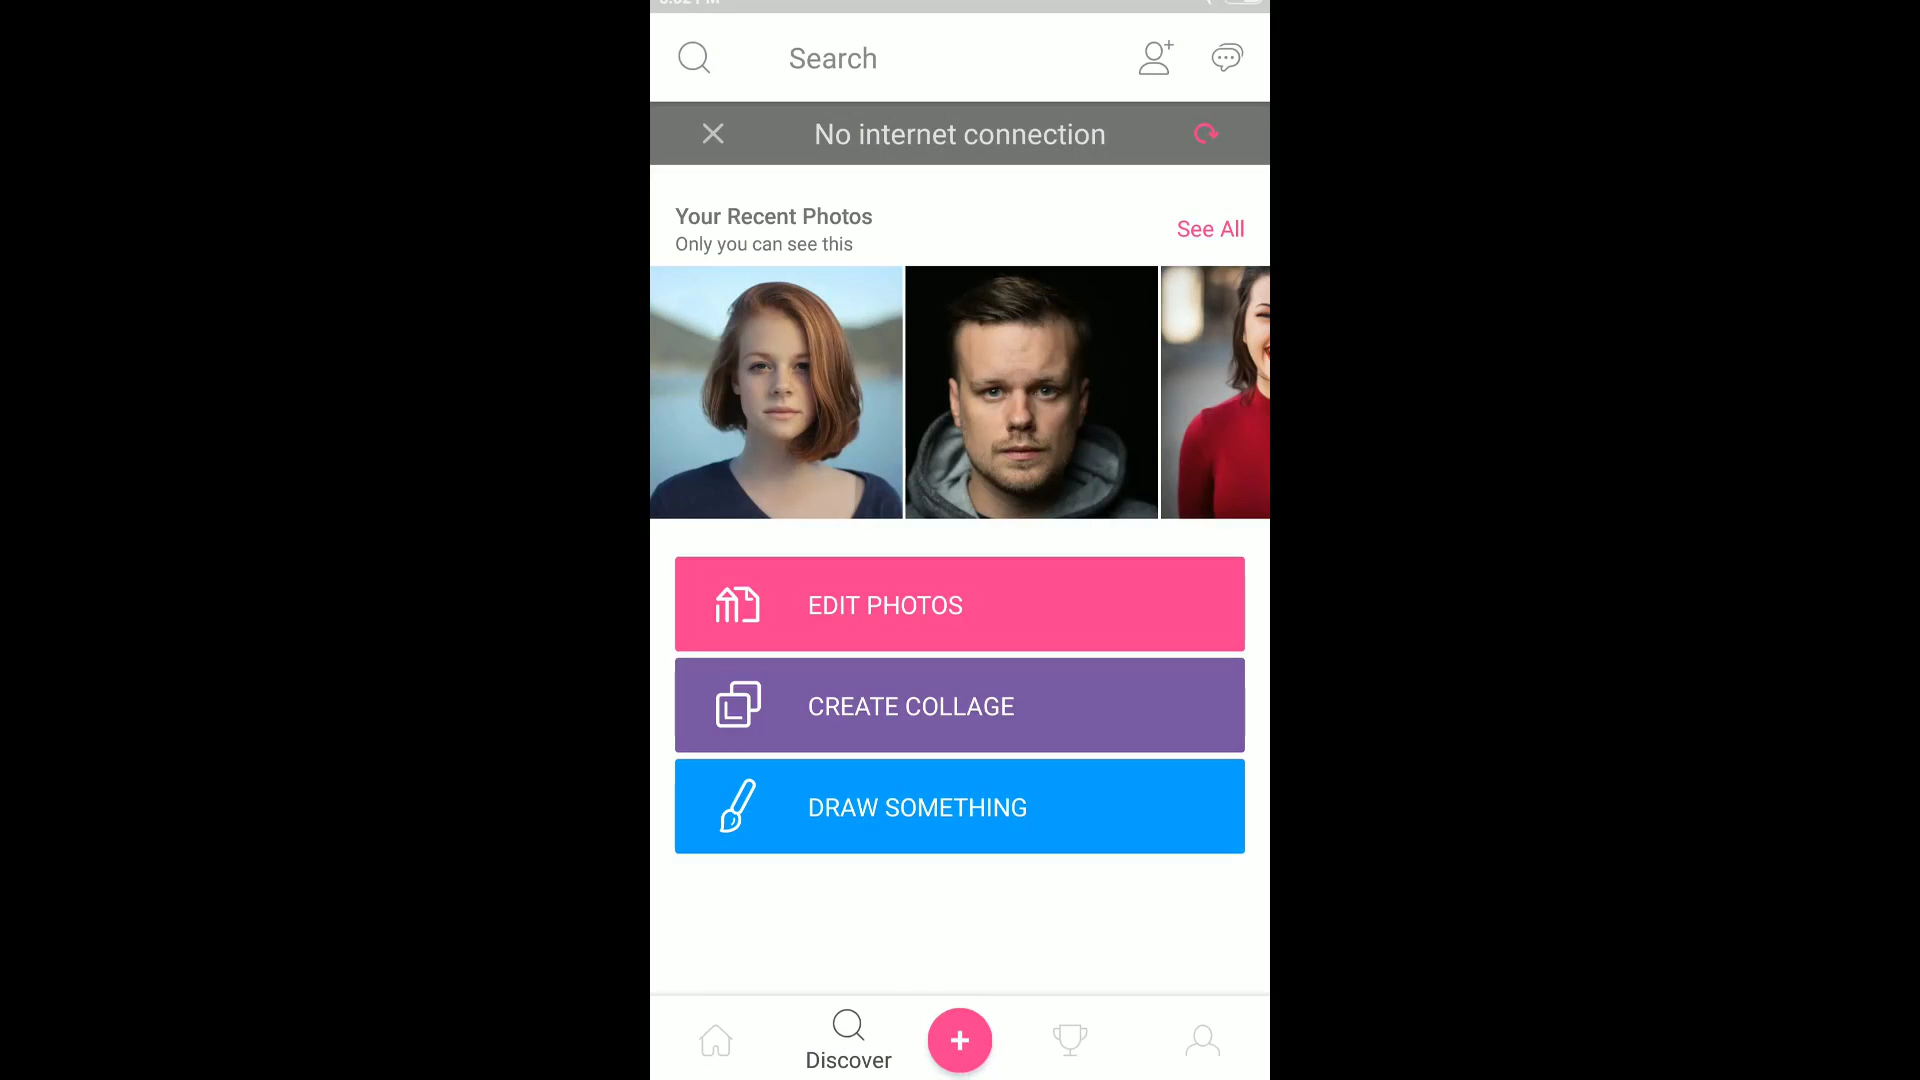 Search
No internet connection
Your Recent Photos
Only you can see this
See All
EDIT PHOTOS
CREATE COLLAGE
DRAW SOMETHING
Discover